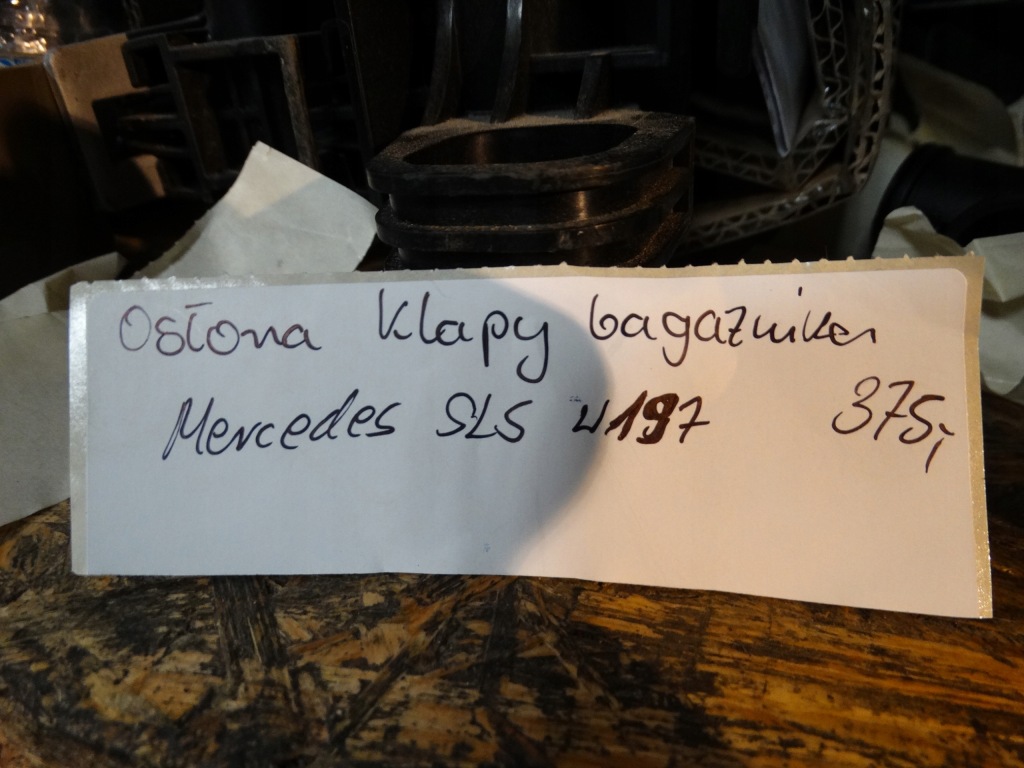 Osłona klapy bagażnika
Mercedes SLS W197 375,-